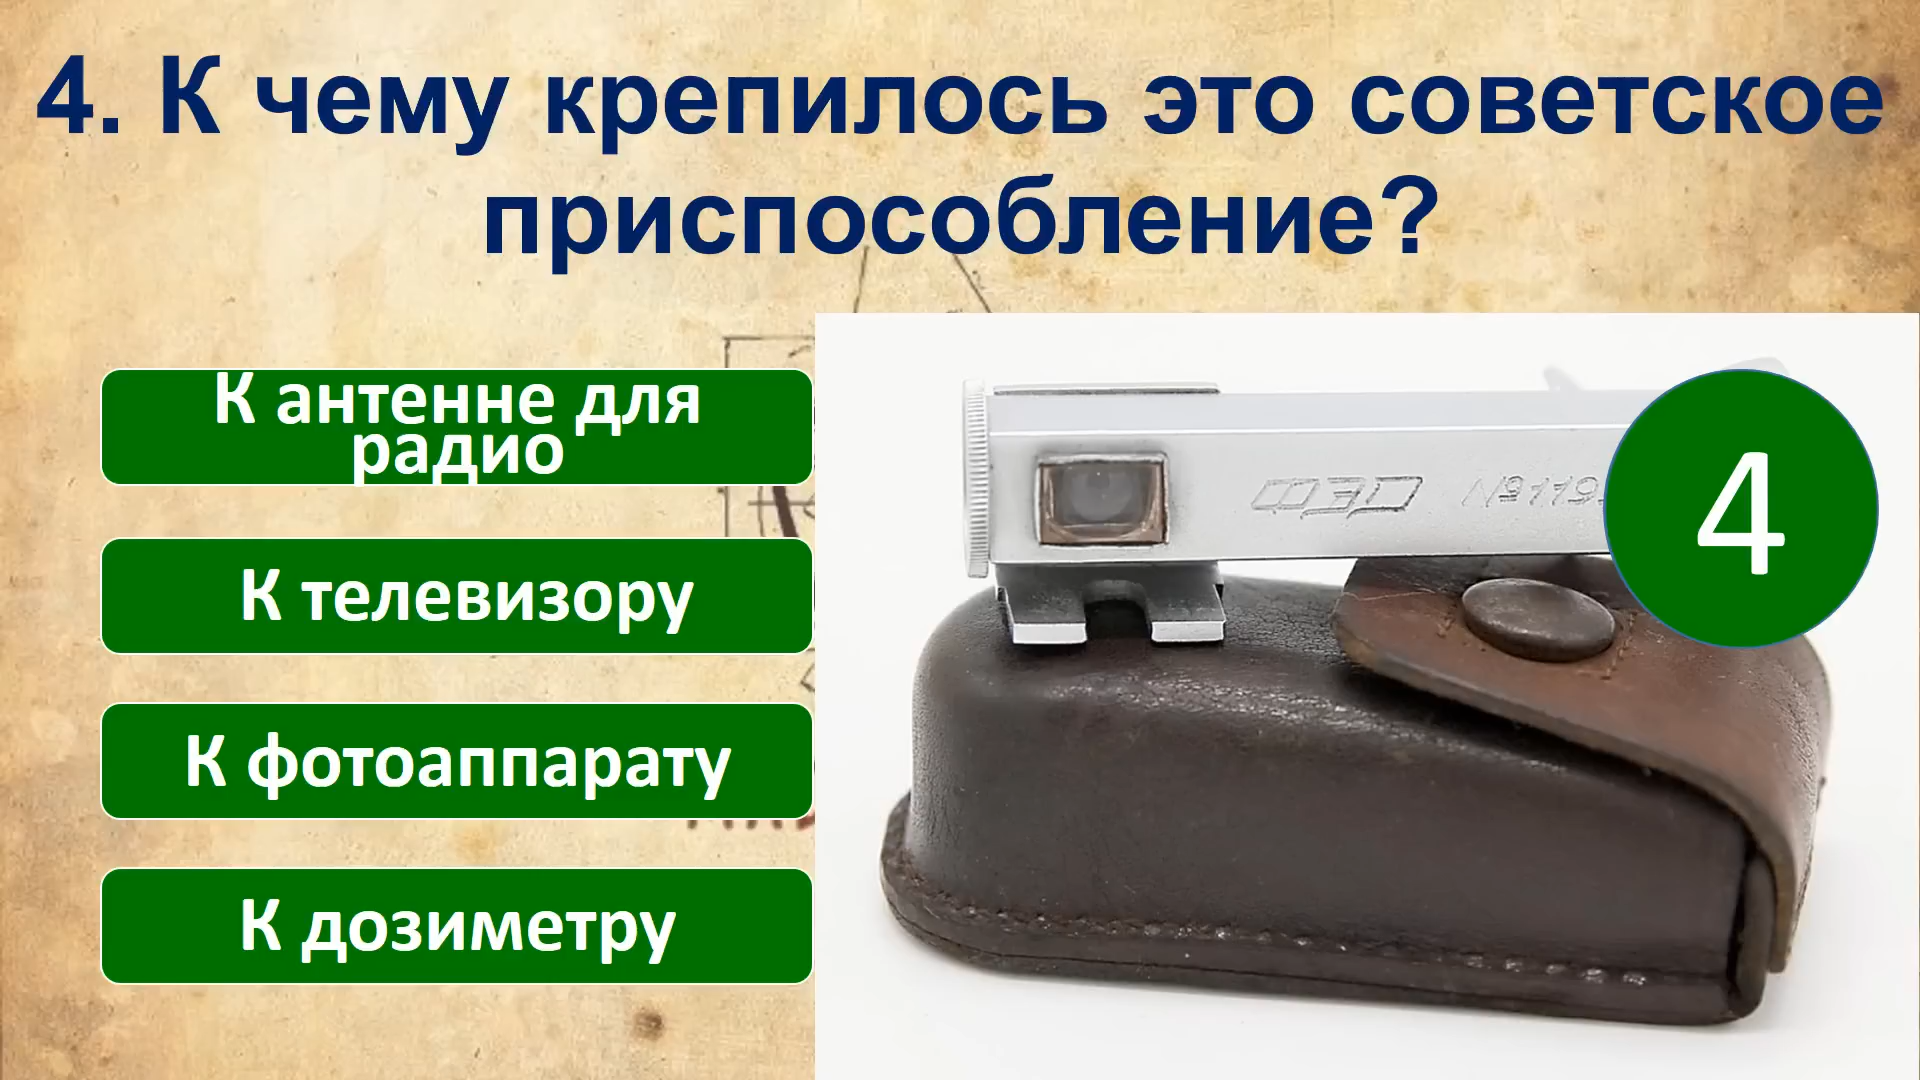 4. К чему крепилось это советское
приспособление?
К антенне для
радио
К телевизору
К фотоаппарату
К дозиметру
ФЭД
4